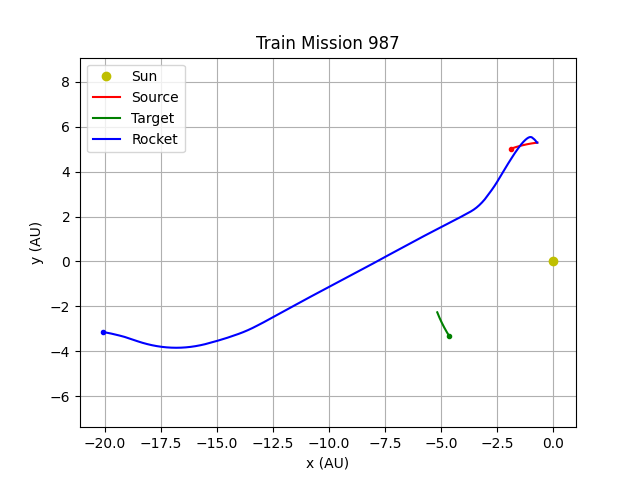 Train Mission 987
Sun
Source
Target
Rocket
y (AU)
8
6
4
2
0
−2
−4
−6
−20.0 −17.5 −15.0 −12.5 −10.0 −7.5 −5.0 −2.5 0.0
x (AU)